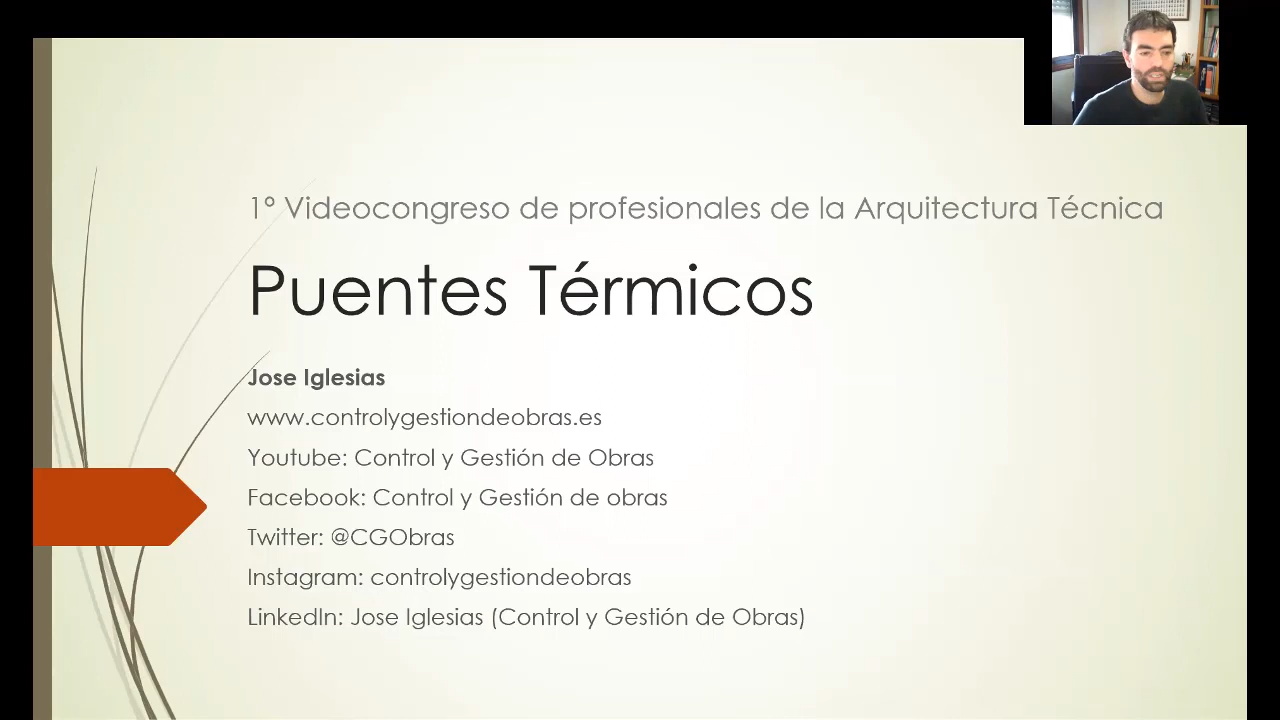 1º Videocongreso de profesionales de la Arquitectura Técnica
Puentes Térmicos
Jose Iglesias
www.controlygestiondeobras.es
Youtube: Control y Gestión de Obras
Facebook: Control y Gestión de obras
Twitter: @CGObras
Instagram: controlygestiondeobras
LinkedIn: Jose Iglesias (Control y Gestión de Obras)